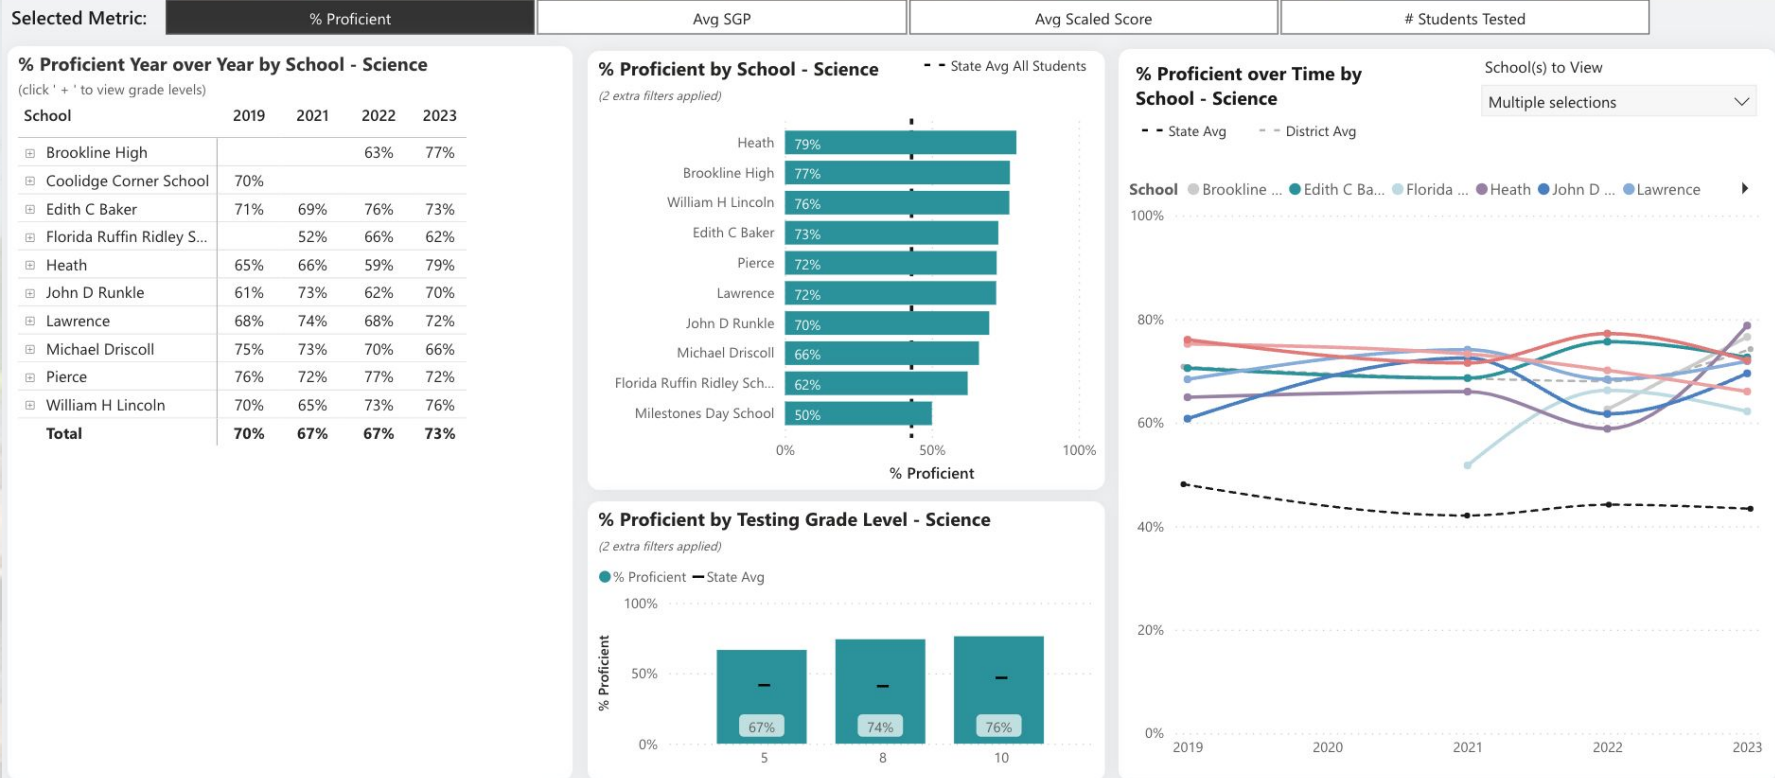 Selected Metric: % Proficient Avg SGP Avg Scaled Score # Students Tested
% Proficient Year over Year by School - Science
(click ' + ' to view grade levels)
School 2019 2021 2022 2023
Brookline High 63% 77%
Coolidge Corner School 70%
Edith C Baker 71% 69% 76% 73%
Florida Ruffin Ridley S... 52% 66% 62%
Heath 65% 66% 59% 79%
John D Runkle 61% 73% 62% 70%
Lawrence 68% 74% 68% 72%
Michael Driscoll 75% 73% 70% 66%
Pierce 76% 72% 77% 72%
William H Lincoln 70% 65% 73% 76%
Total 70% 67% 67% 73%
% Proficient by School - Science
-- State Avg All Students
(2 extra filters applied)
Heath 79%
Brookline High 77%
William H Lincoln 76%
Edith C Baker 73%
Pierce 72%
Lawrence 72%
John D Runkle 70%
Michael Driscoll 66%
Florida Ruffin Ridley Sch... 62%
Milestones Day School 50%
0% 50% 100%
% Proficient
% Proficient by Testing Grade Level - Science
(2 extra filters applied)
% Proficient State Avg
% Proficient
100%
50%
0%
67% 74% 76%
5 8 10
% Proficient over Time by
School - Science
School(s) to View
Multiple selections
State Avg District Avg
School Brookline ... Edith C Ba... Florida ... Heath John D ... Lawrence
100%
80%
60%
40%
20%
0%
2019 2020 2021 2022 2023